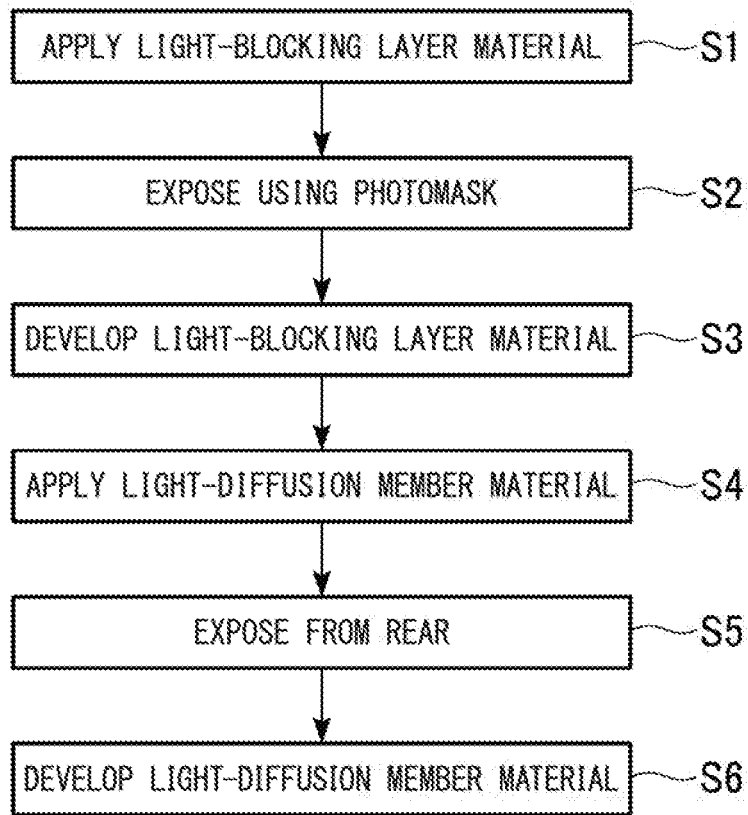 APPLY LIGHT-BLOCKING LAYER MATERIAL S1
EXPOSE USING PHOTOMASK S2
DEVELOP LIGHT-BLOCKING LAYER MATERIAL S3
APPLY LIGHT-DIFFUSION MEMBER MATERIAL S4
EXPOSE FROM REAR S5
DEVELOP LIGHT-DIFFUSION MEMBER MATERIAL S6